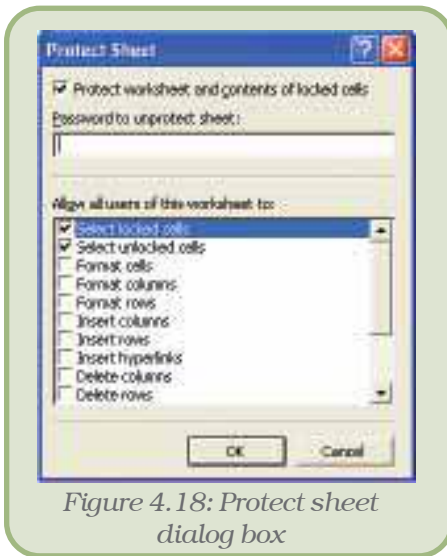 Protect Sheet
Protect worksheet and contents of locked cells
Password to unprotect sheet:
Allow all users of this worksheet to:
Select locked cells
Select unlocked cells
Format cells
Format columns
Format rows
Insert columns
Insert rows
Insert hyperlinks
Delete columns
Delete rows
OK Cancel
Figure 4.18: Protect sheet
dialog box